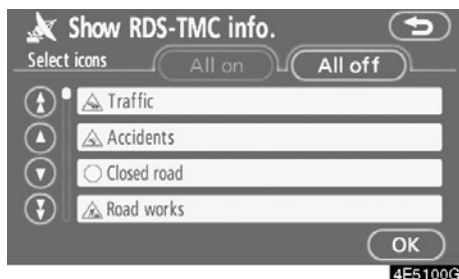 Show RDS-TMC info.
Select icons
All on
All off
Traffic
Accidents
Closed road
Road works
OK
4E5100G